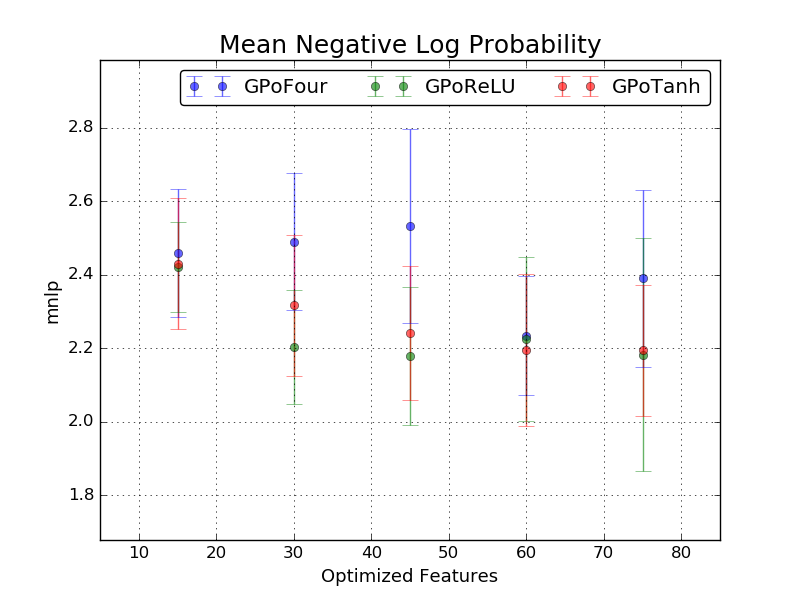 Mean Negative Log Probability
GPoFour GPoReLU GPoTanh
mnlp
2.8
2.6
2.4
2.2
2.0
1.8
10 20 30 40 50 60 70 80
Optimized Features